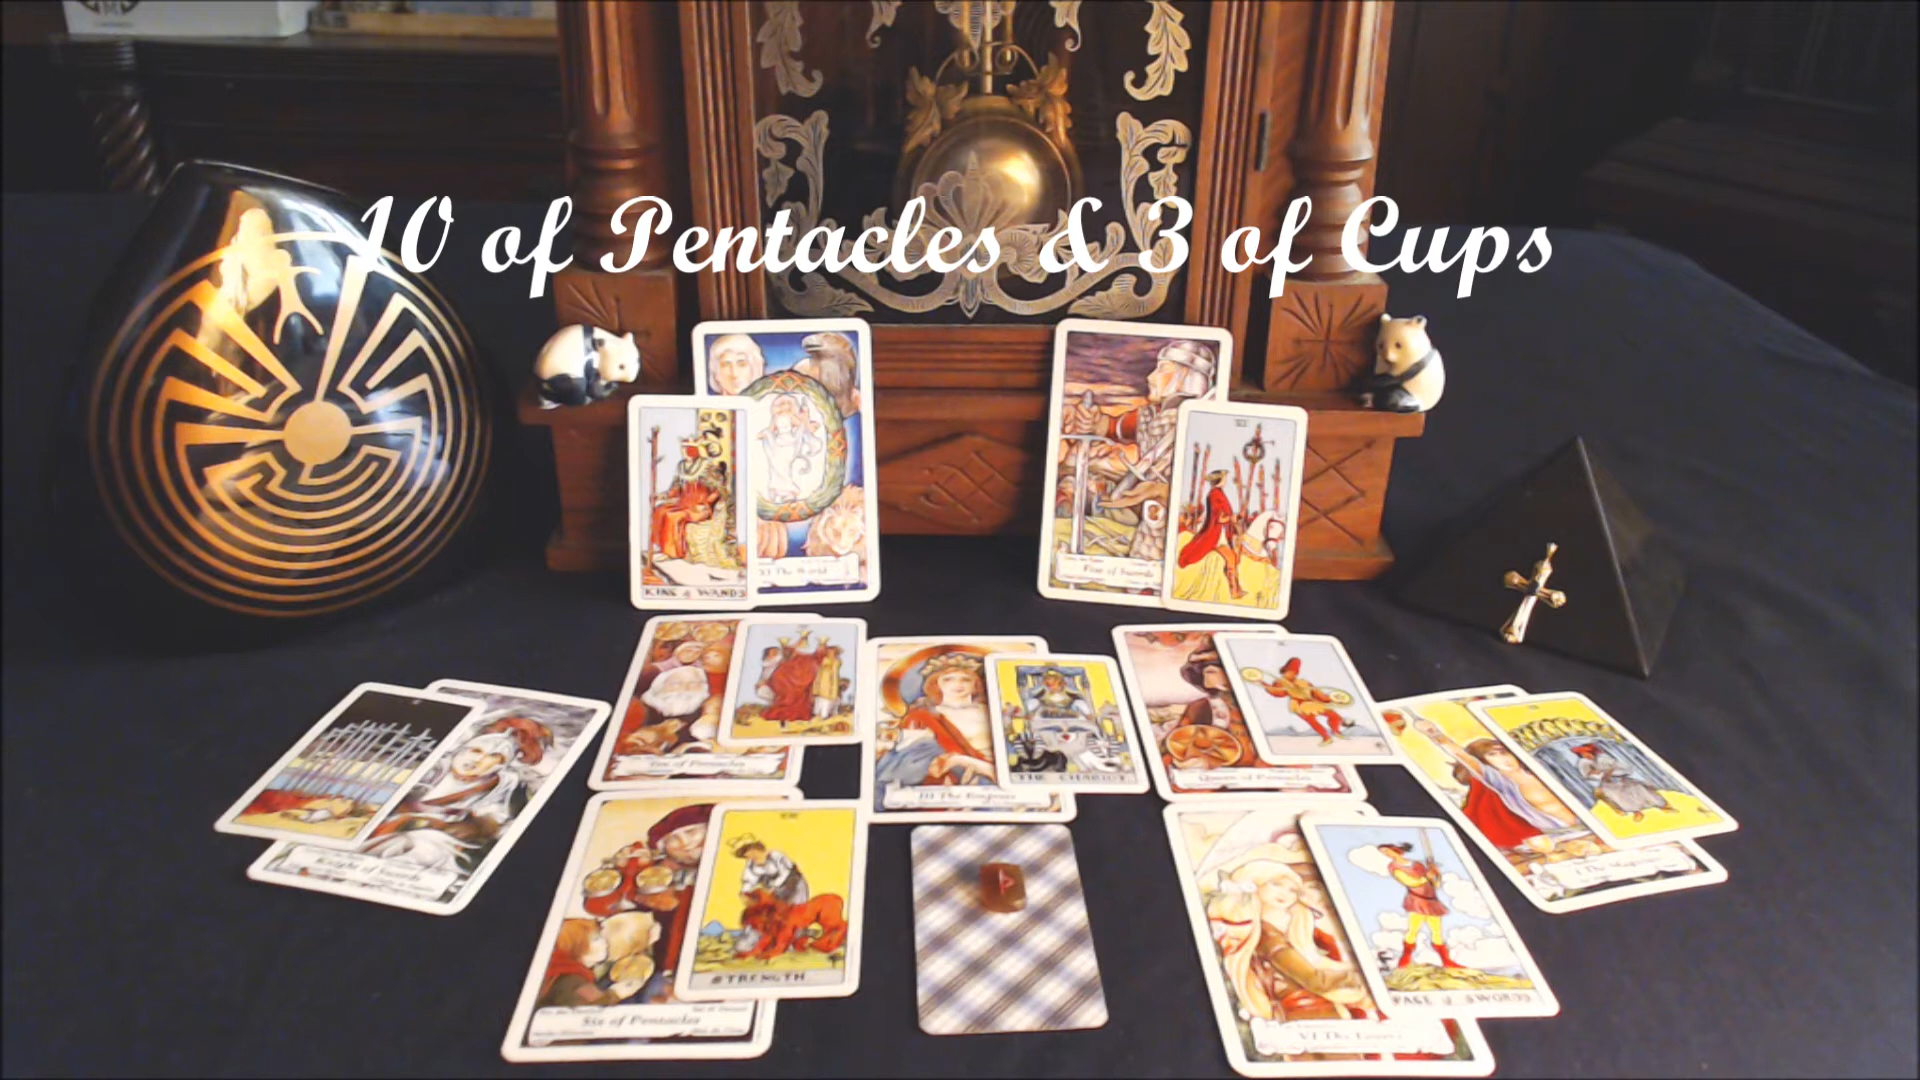 10 of Pentacles & 3 of Cups
KING of WANDS
XI The World
Five of Swords
Ten of Pentacles
THE CHARIOT.
III The Empress
Queen of Pentacles
Knight of Swords
I The Magician
STRENGTH
Six of Pentacles
PAGE of SWORDS
VI The Lovers